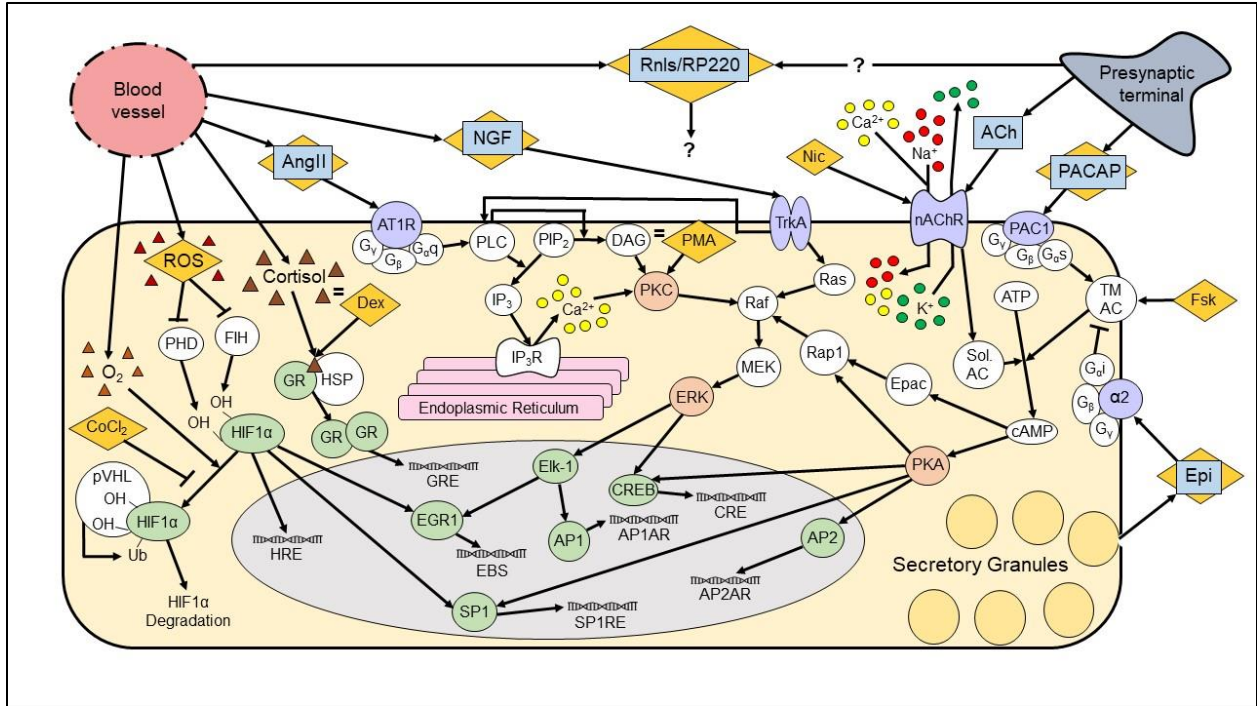 Blood
vessel
Rnls/RP220
?
Presynaptic
terminal
?
NGF
AngII
Ca²⁺
Na⁺
ACh
Nic
PACAP
AT1R
Gγ
Gβ
Gαq
PLC
PIP₂
DAG
=
PMA
TrkA
nAChR
PAC1
Gγ
Gβ
Gαs
ROS
Cortisol
=
Dex
PKC
Ras
Raf
IP₃
Ca²⁺
K⁺
ATP
TM
AC
Fsk
PHD
FIH
O₂
IP₃R
Endoplasmic Reticulum
MEK
Rap1
Sol.
AC
Epac
Gαi
Gβ
Gγ
α2
GR
HSP
OH
OH
CoCl₂
HIF1α
GR
GR
GRE
ERK
cAMP
Elk-1
CREB
CRE
PKA
Epi
pVHL
OH
OH
HIF1α
Ub
HRE
EGR1
EBS
AP1
AP1AR
AP2
AP2AR
Secretory Granules
HIF1α
Degradation
SP1
SP1RE